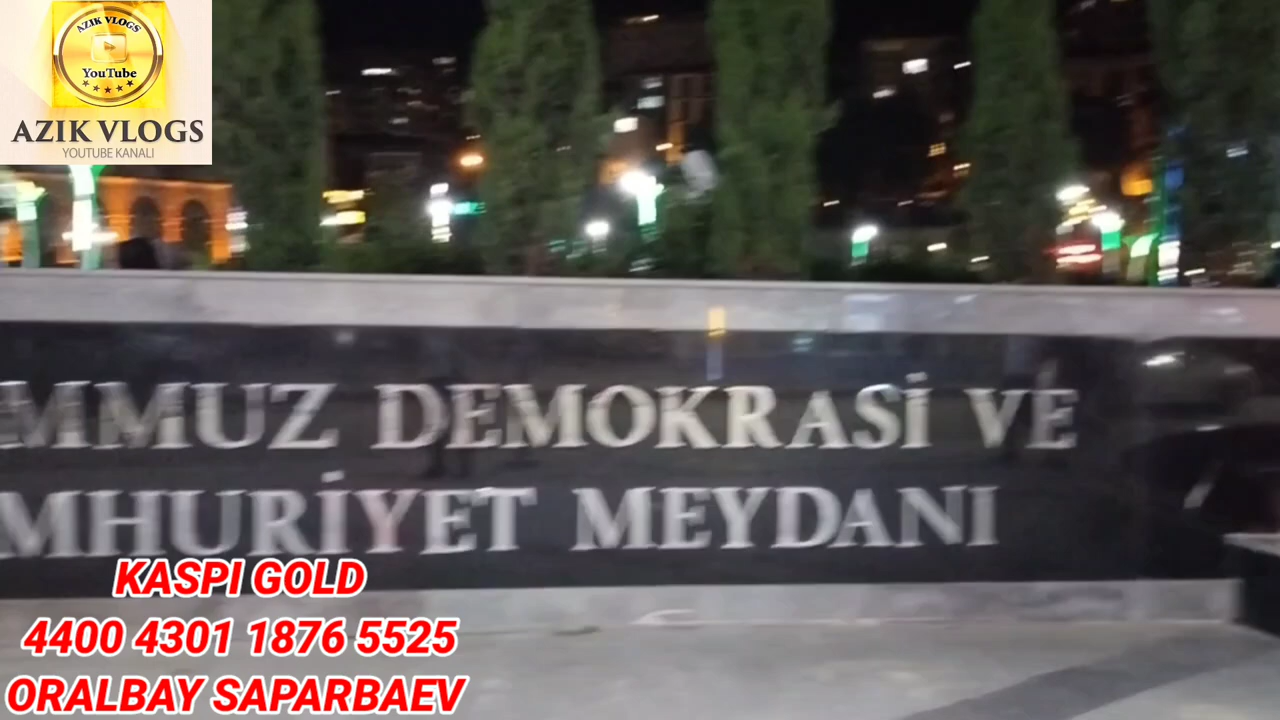 AZIK VLOGS
YouTube
AZIK VLOGS
YOUTUBE KANALI
MMUZ DEMOKRASİ VE
MHURİYET MEYDANI
KASPI GOLD
4400 4301 1876 5525
ORALBAY SAPARBAEV